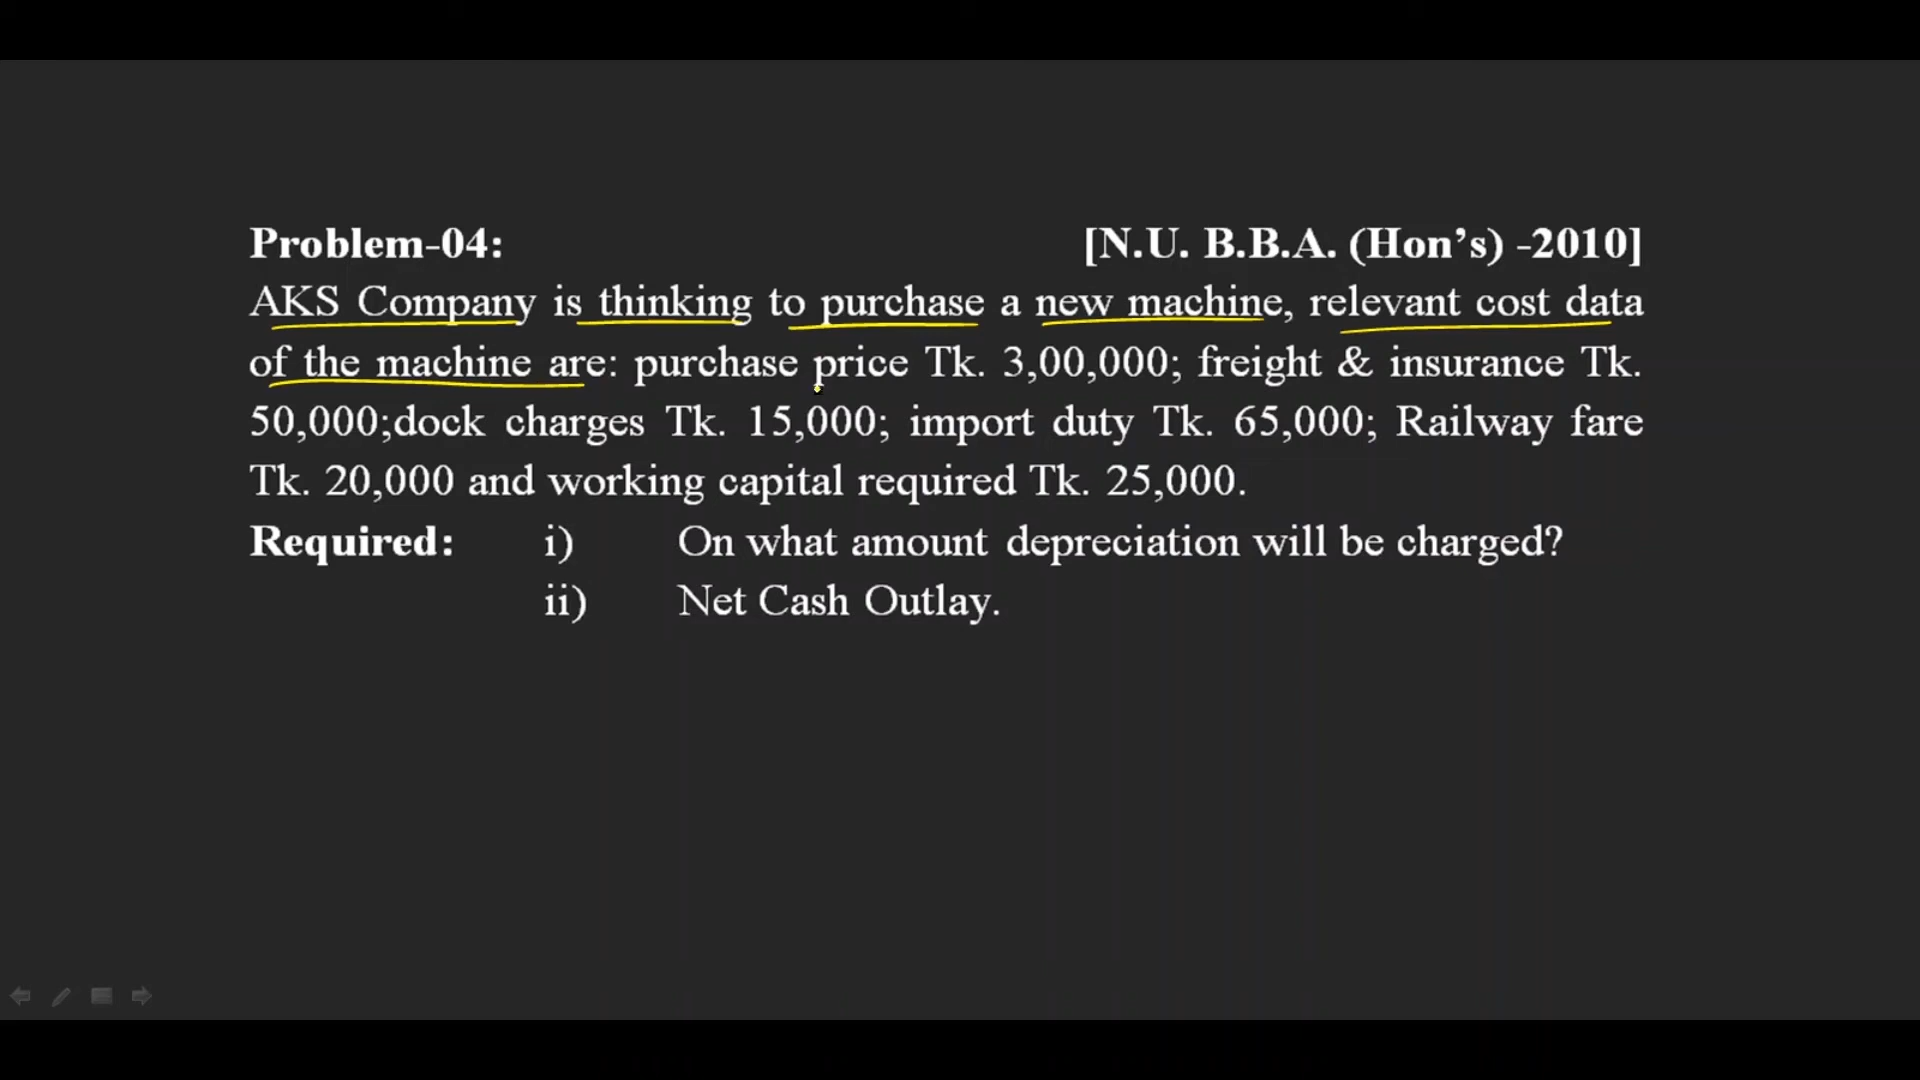 Problem-04: [N.U. B.B.A. (Hon’s) -2010]
AKS Company is thinking to purchase a new machine, relevant cost data
of the machine are: purchase price Tk. 3,00,000; freight & insurance Tk.
50,000;dock charges Tk. 15,000; import duty Tk. 65,000; Railway fare
Tk. 20,000 and working capital required Tk. 25,000.
Required: i) On what amount depreciation will be charged?
ii) Net Cash Outlay.